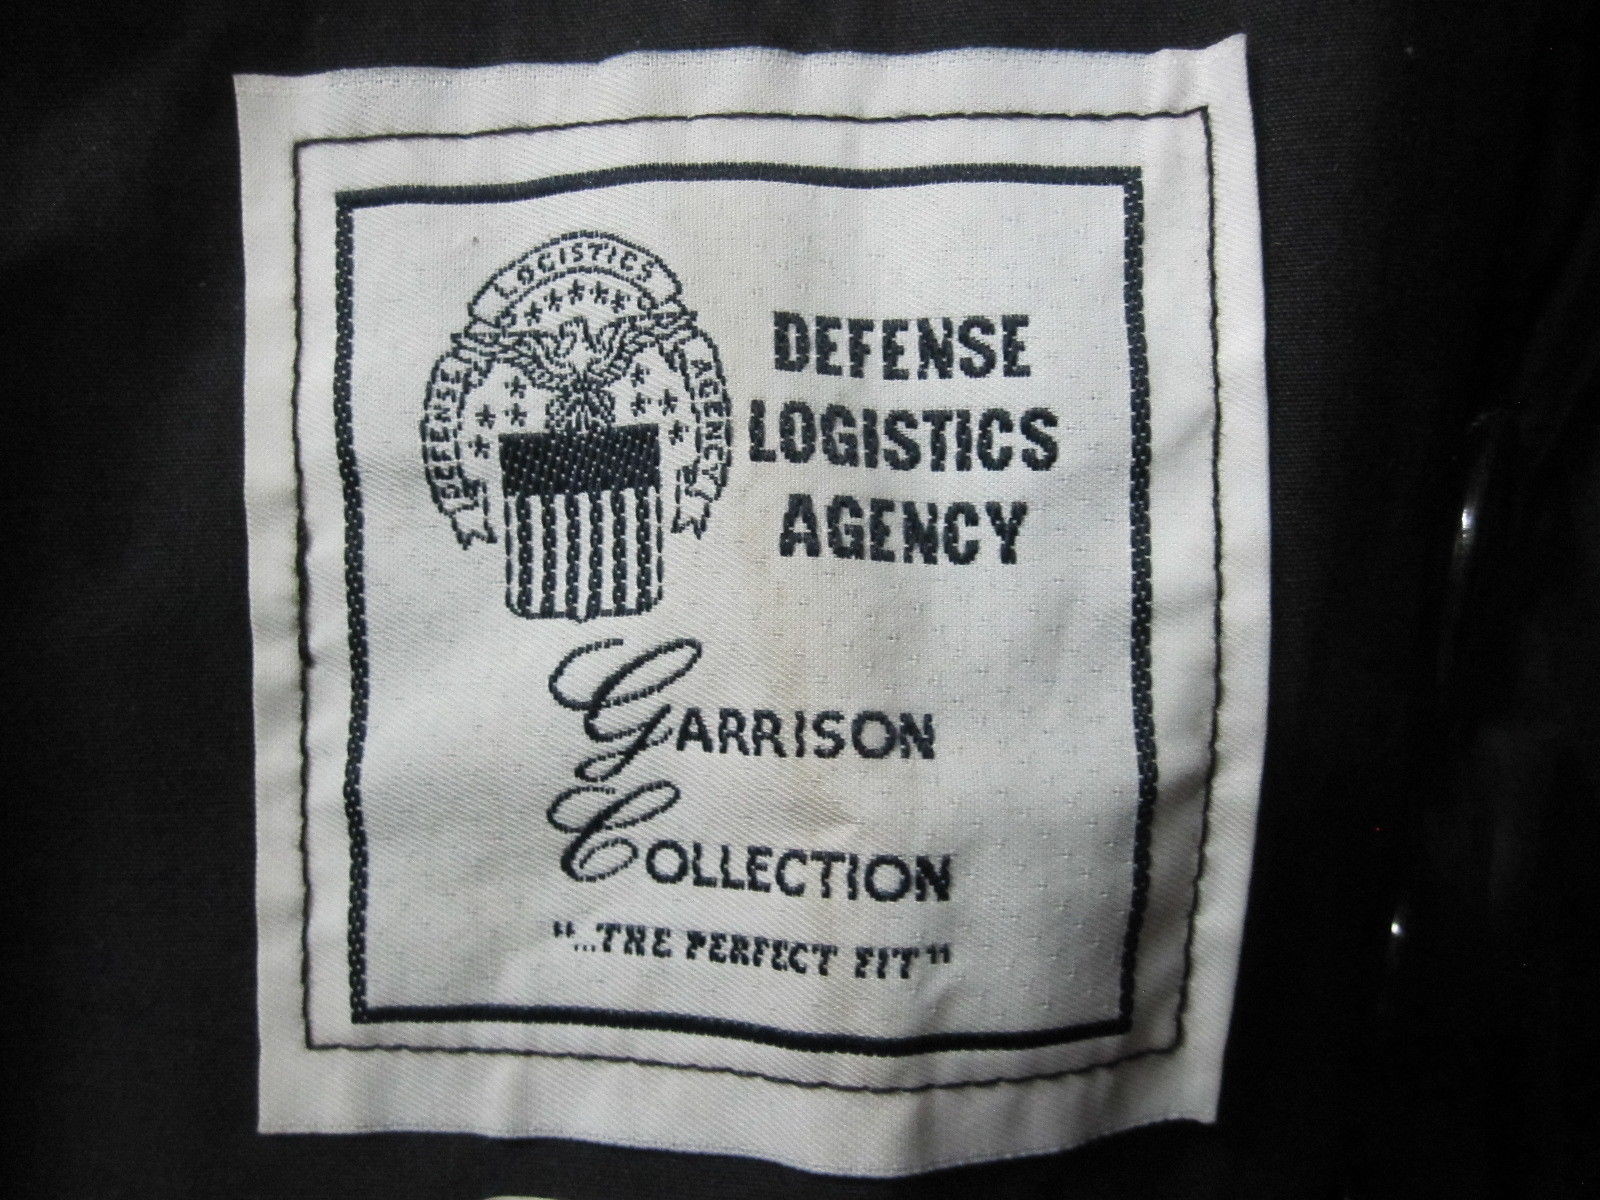 DEFENSE LOGISTICS AGENCY
DEFENSE
LOGISTICS
AGENCY
GARRISON
COLLECTION
"...THE PERFECT FIT"